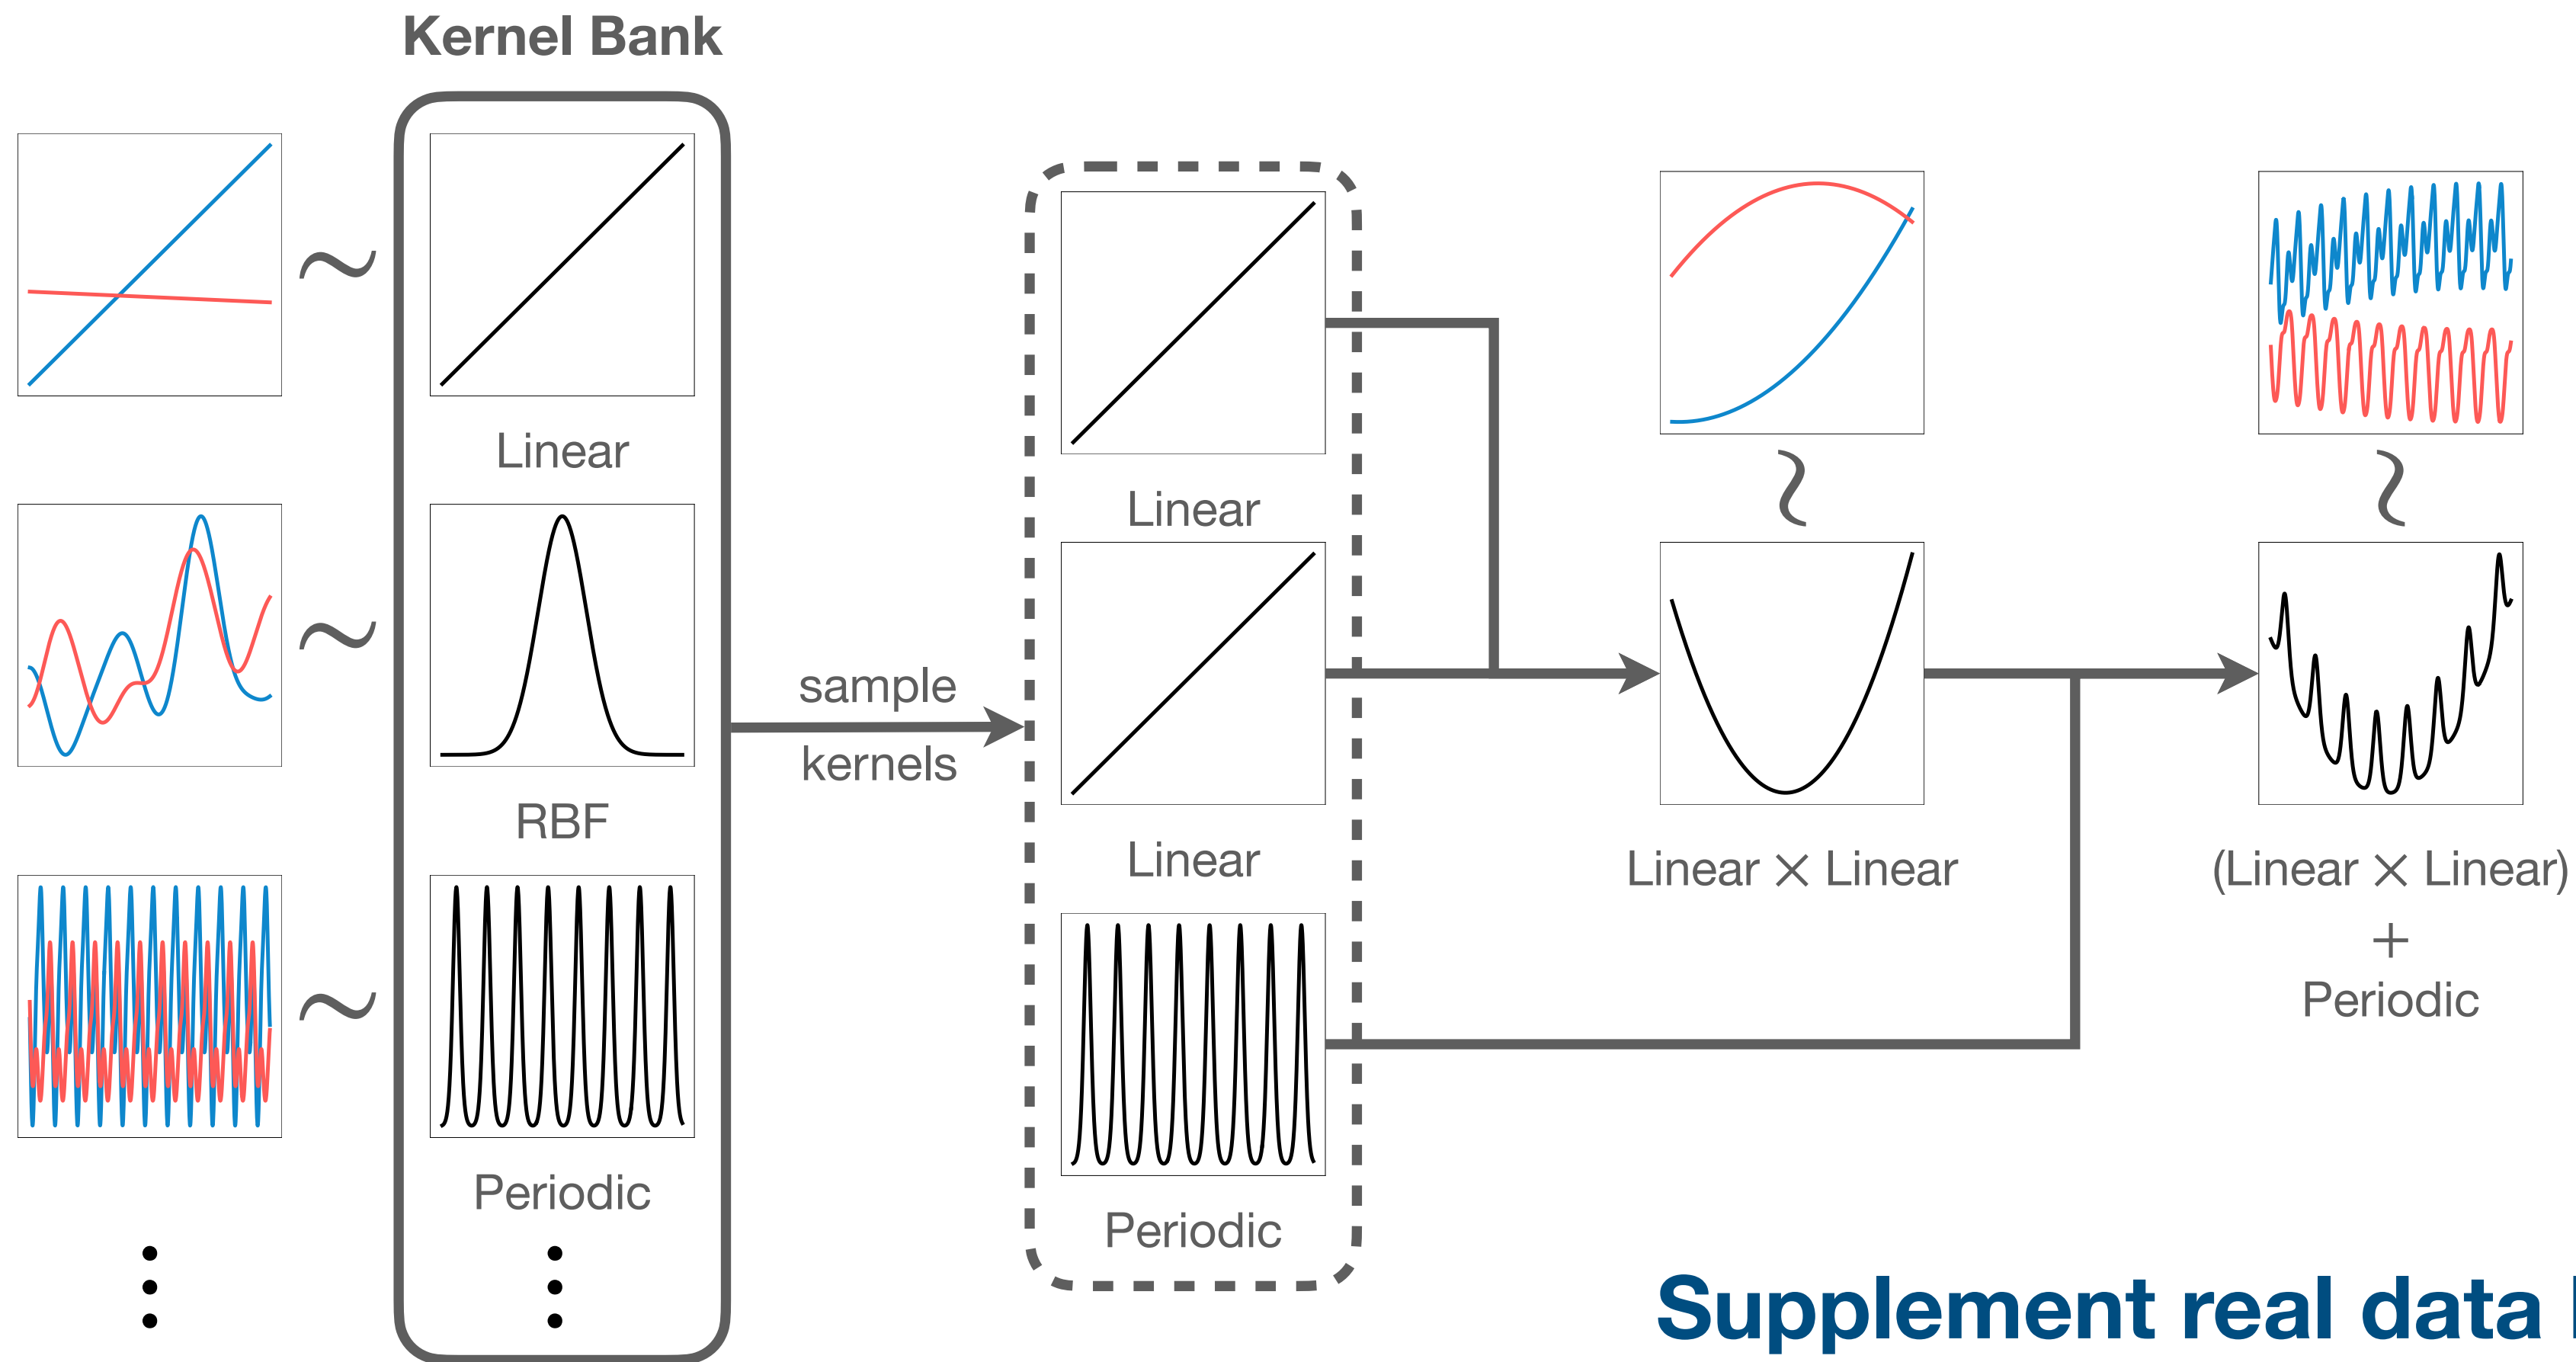 Kernel Bank
Linear
RBF
Periodic
sample
kernels
Linear
Linear
Periodic
Linear × Linear
(Linear × Linear)
+
Periodic
Supplement real data